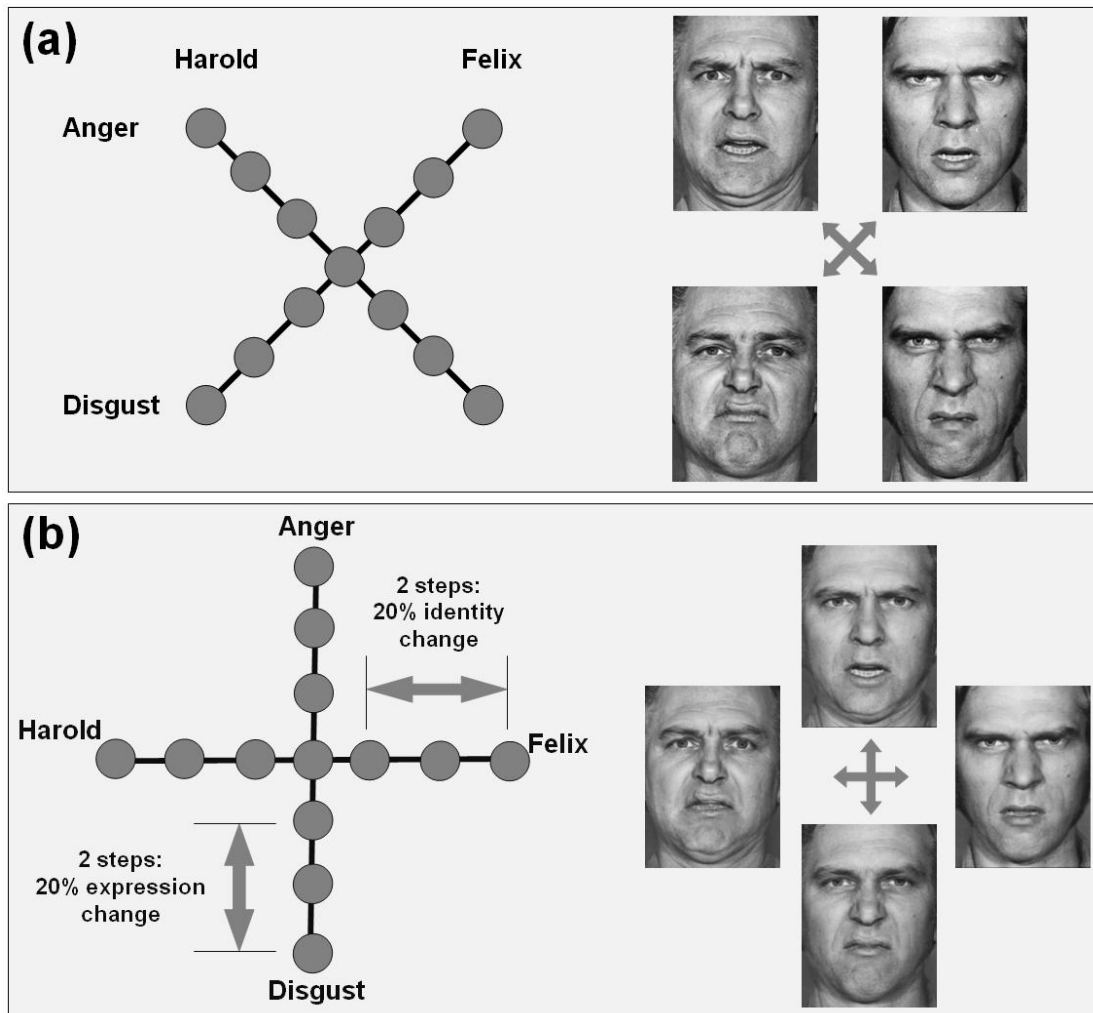 (a)
Harold
Felix
Anger
Disgust
(b)
Anger
2 steps:
20% identity
change
Harold
Felix
2 steps:
20% expression
change
Disgust